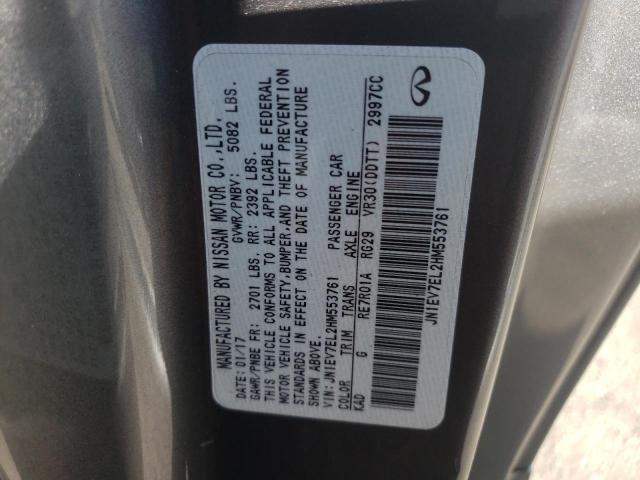 MANUFACTURED BY NISSAN MOTOR CO.,LTD.
DATE: 01/17 GVWR/PNBV: 5082 LBS.
GAWR/PNBE FR: 2701 LBS. RR: 2392 LBS.
THIS VEHICLE CONFORMS TO ALL APPLICABLE FEDERAL
MOTOR VEHICLE SAFETY,BUMPER,AND THEFT PREVENTION
STANDARDS IN EFFECT ON THE DATE OF MANUFACTURE
SHOWN ABOVE.
VIN: JN1EV7EL2HM553761 PASSENGER CAR
COLOR TRIM TRANS AXLE ENGINE
KAD G RE7R01A RG29 VR30(DDTT) 2997CC
JN1EV7EL2HM553761